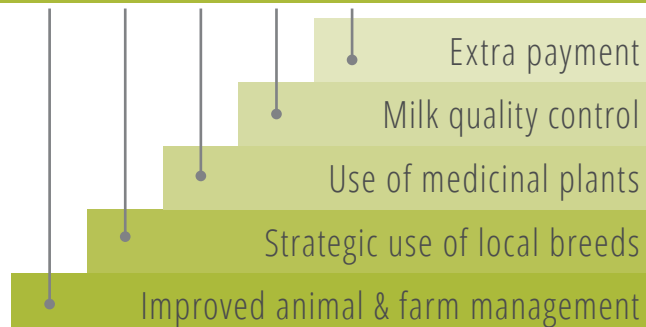 Extra payment
Milk quality control
Use of medicinal plants
Strategic use of local breeds
Improved animal & farm management